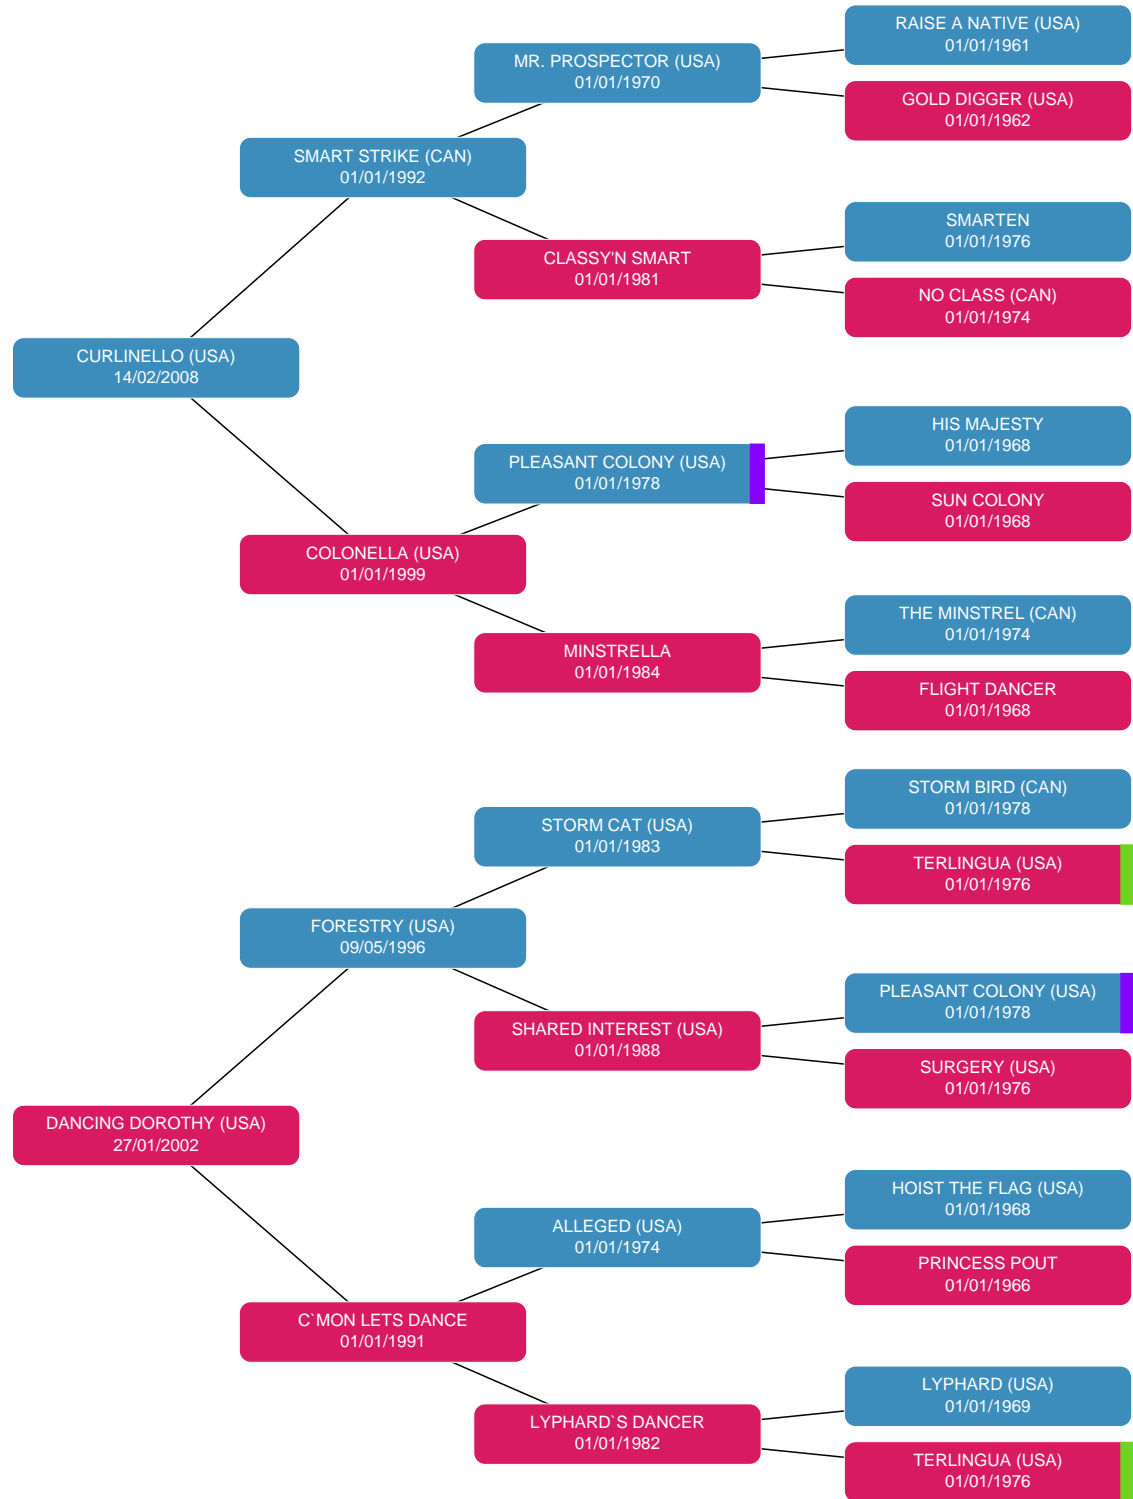 RAISE A NATIVE (USA)
01/01/1961
MR. PROSPECTOR (USA)
01/01/1970
GOLD DIGGER (USA)
01/01/1962
SMART STRIKE (CAN)
01/01/1992
SMARTEN
01/01/1976
CLASSY'N SMART
01/01/1981
NO CLASS (CAN)
01/01/1974
CURLINELLO (USA)
14/02/2008
HIS MAJESTY
01/01/1968
PLEASANT COLONY (USA)
01/01/1978
SUN COLONY
01/01/1968
COLONELLA (USA)
01/01/1999
THE MINSTREL (CAN)
01/01/1974
MINSTRELLA
01/01/1984
FLIGHT DANCER
01/01/1968
STORM BIRD (CAN)
01/01/1978
STORM CAT (USA)
01/01/1983
TERLINGUA (USA)
01/01/1976
FORESTRY (USA)
09/05/1996
PLEASANT COLONY (USA)
01/01/1978
SHARED INTEREST (USA)
01/01/1988
SURGERY (USA)
01/01/1976
DANCING DOROTHY (USA)
27/01/2002
HOIST THE FLAG (USA)
01/01/1968
ALLEGED (USA)
01/01/1974
PRINCESS POUT
01/01/1966
C`MON LETS DANCE
01/01/1991
LYPHARD (USA)
01/01/1969
LYPHARD`S DANCER
01/01/1982
TERLINGUA (USA)
01/01/1976